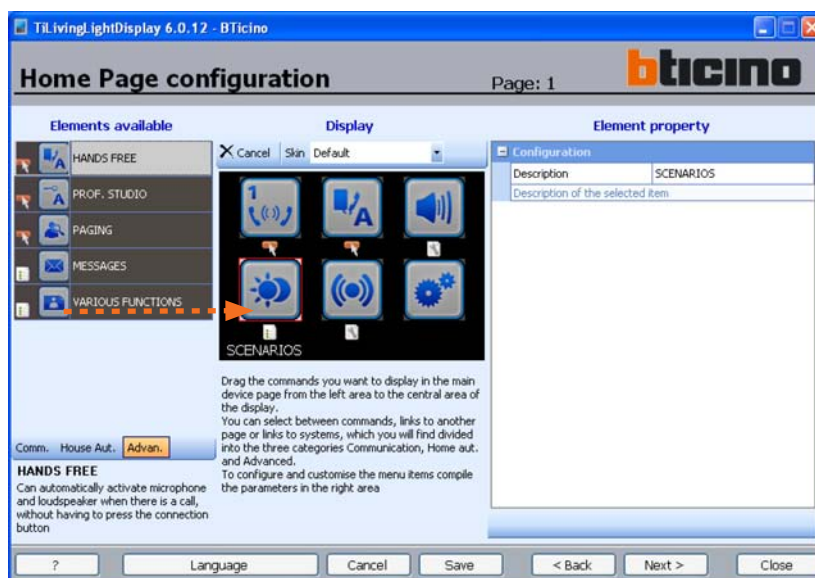 TiLivingLightDisplay 6.0.12 - BTicino
Home Page configuration
Page: 1
bticino
Elements available
Display
Element property
HANDS FREE
PROF. STUDIO
PAGING
MESSAGES
VARIOUS FUNCTIONS
Comm. House Aut. Advan.
HANDS FREE
Can automatically activate microphone
and loudspeaker when there is a call,
without having to press the connection
button
Cancel Skin Default
1
A
SCENARIOS
Drag the commands you want to display in the main
device page from the left area to the central area of
the display.
You can select between commands, links to another
page or links to systems, which you will find divided
into the three categories Communication, Home aut.
and Advanced.
To configure and customise the menu items compile
the parameters in the right area
Configuration
Description SCENARIOS
Description of the selected item
? Language Cancel Save < Back Next > Close